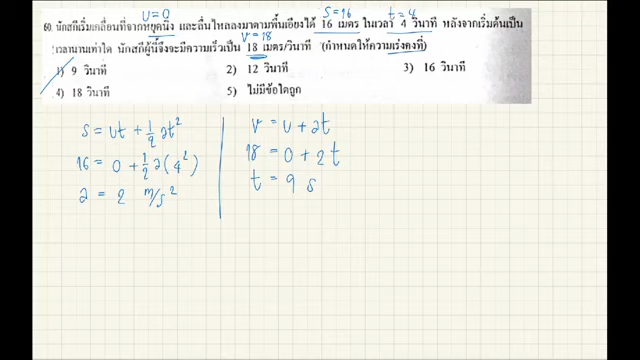 u=0 s=16 t=4
60. นักสกีเริ่มเคลื่อนที่จากหยุดนิ่ง และลื่นไหลลงมาตามพื้นเอียงได้ 16 เมตร ในเวลา 4 วินาที หลังจากเริ่มต้นเป็น
v=18
เวลานานเท่าใด นักสกีผู้นี้จึงจะมีความเร็วเป็น 18 เมตร/วินาที (กำหนดให้ความเร่งคงที่)
1) 9 วินาที 2) 12 วินาที 3) 16 วินาที
4) 18 วินาที 5) ไม่มีข้อใดถูก
s = ut + 1/2 at²
16 = 0 + 1/2 a(4²)
a = 2 m/s²
v = u + at
18 = 0 + 2t
t = 9 s